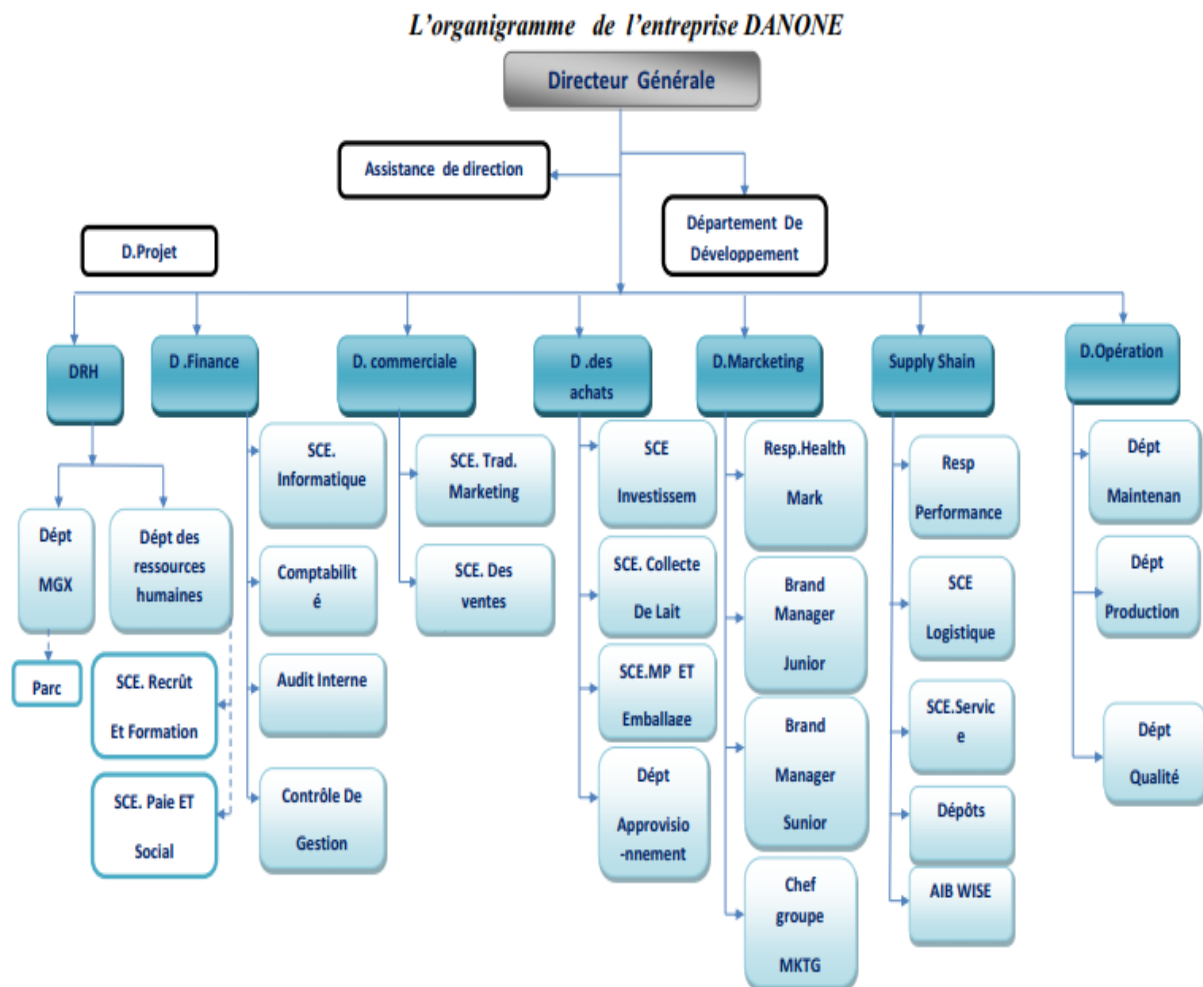 L'organigramme de l'entreprise DANONE
Directeur Générale
Assistance de direction
Département De
Développement
D.Projet
DRH
D .Finance
D. commerciale
D .des
achats
D.Marcketing
Supply Shain
D.Opération
Dépt
MGX
Dépt des
ressources
humaines
Parc
SCE. Recrût
Et Formation
SCE. Paie ET
Social
SCE.
Informatique
Comptabilit
é
Audit Interne
Contrôle De
Gestion
SCE. Trad.
Marketing
SCE. Des
ventes
SCE
Investissem
SCE. Collecte
De Lait
SCE.MP ET
Emballage
Dépt
Approvisio
-nnement
Resp.Health
Mark
Brand
Manager
Junior
Brand
Manager
Sunior
Chef
groupe
MKTG
Resp
Performance
SCE
Logistique
SCE.Servic
e
Dépôts
AIB WISE
Dépt
Maintenan
Dépt
Production
Dépt
Qualité